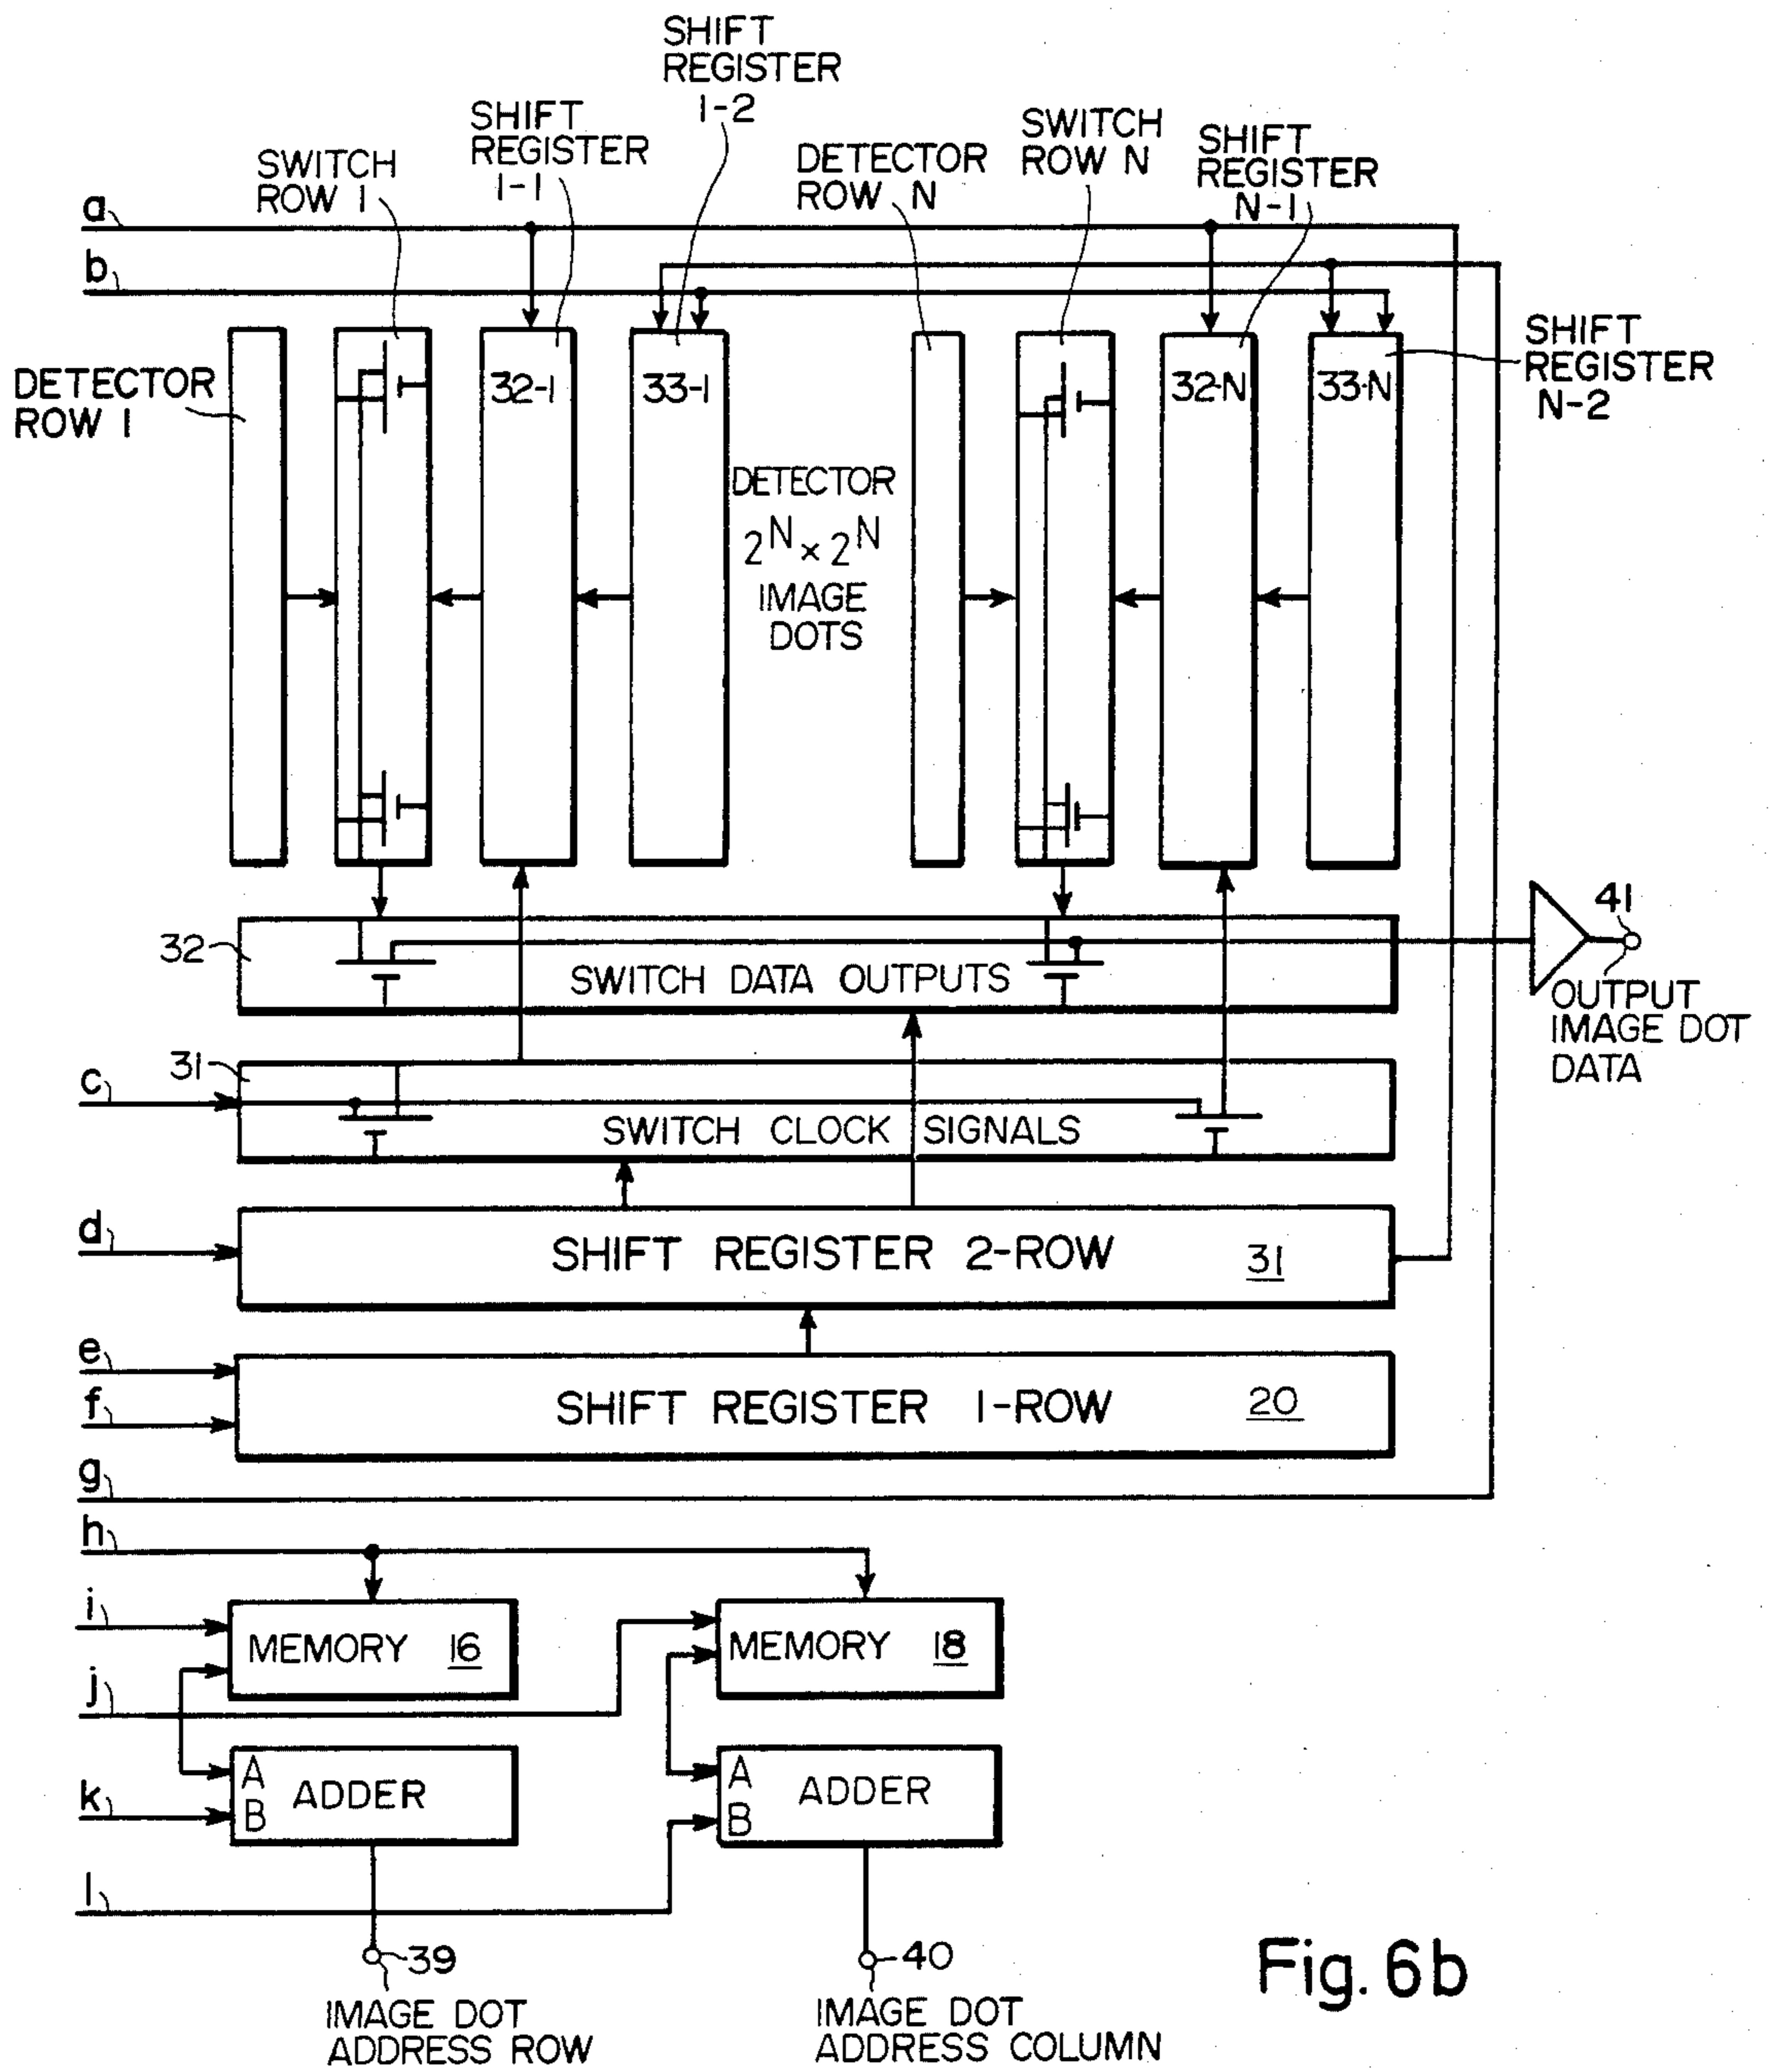 SHIFT
REGISTER
1-2
SHIFT
REGISTER
1-1
SWITCH
ROW 1
DETECTOR
ROW N
SWITCH
ROW N
SHIFT
REGISTER
N-1
a
b
DETECTOR
ROW 1
32-1
33-1
32-N
33-N
SHIFT
REGISTER
N-2
DETECTOR
2^N x 2^N
IMAGE
DOTS
32
SWITCH DATA OUTPUTS
41
OUTPUT
IMAGE DOT
DATA
31
c
SWITCH CLOCK SIGNALS
d
SHIFT REGISTER 2-ROW 31
e
f
SHIFT REGISTER 1-ROW 20
g
h
i
MEMORY 16
MEMORY 18
j
A
ADDER
B
k
A
ADDER
B
l
39
IMAGE DOT
ADDRESS ROW
40
IMAGE DOT
ADDRESS COLUMN
Fig. 6b